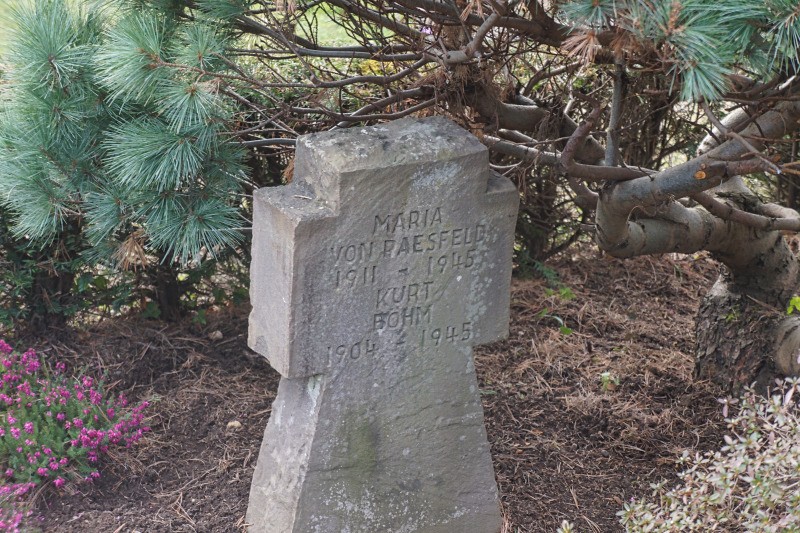 MARIA
VON RAESFELD
1911 - 1945
KURT
BÖHM
1904 - 1945